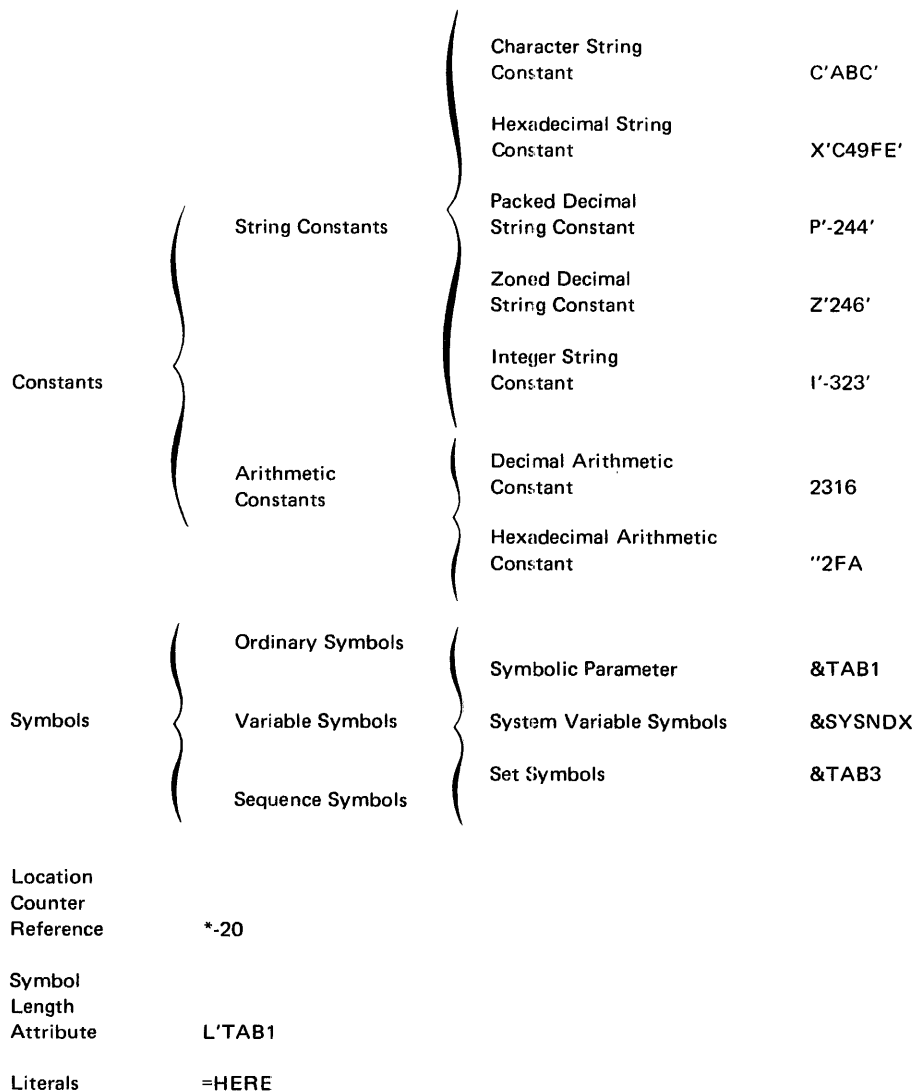 Character String
Constant C'ABC'
Hexadecimal String
Constant X'C49FE'
Packed Decimal
String Constants String Constant P'-244'
Zoned Decimal
String Constant Z'246'
Integer String
Constants Constant I'-323'
Decimal Arithmetic
Arithmetic Constant 2316
Constants
Hexadecimal Arithmetic
Constant ''2FA
Ordinary Symbols
Symbolic Parameter &TAB1
Symbols Variable Symbols System Variable Symbols &SYSNDX
Set Symbols &TAB3
Sequence Symbols
Location
Counter
Reference *-20
Symbol
Length
Attribute L'TAB1
Literals =HERE